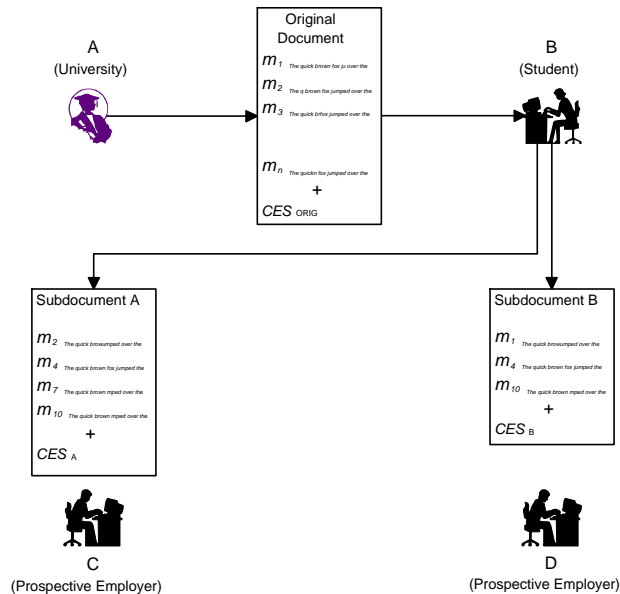 A
(University)
Original
Document
m1 The quick brown fox ju over the
m2 The q brown fox jumped over the
m3 The quick brfox jumped over the
mn The quickn fox jumped over the
+
CES ORIG
B
(Student)
Subdocument A
m2 The quick browumped over the
m4 The quick brown fox jumped the
m7 The quick brown mped over the
m10 The quick brown mped over the
+
CES A
Subdocument B
m1 The quick browumped over the
m4 The quick brown fox jumped the
m10 The quick brown mped over the
+
CES B
C
(Prospective Employer)
D
(Prospective Employer)